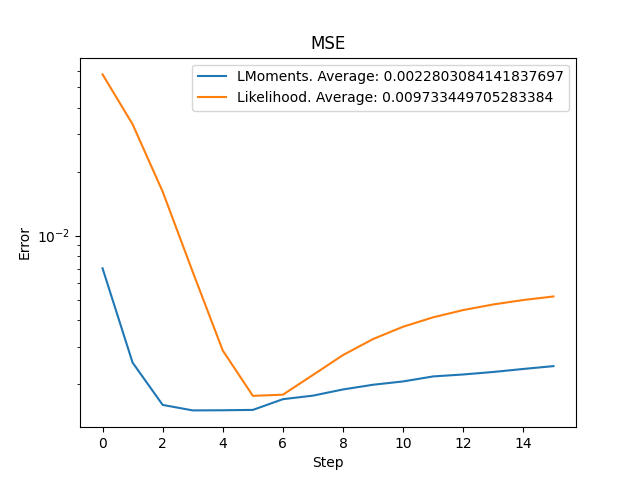 MSE
LMoments. Average: 0.0022803084141837697
Likelihood. Average: 0.009733449705283384
Error
10⁻²
0 2 4 6 8 10 12 14
Step